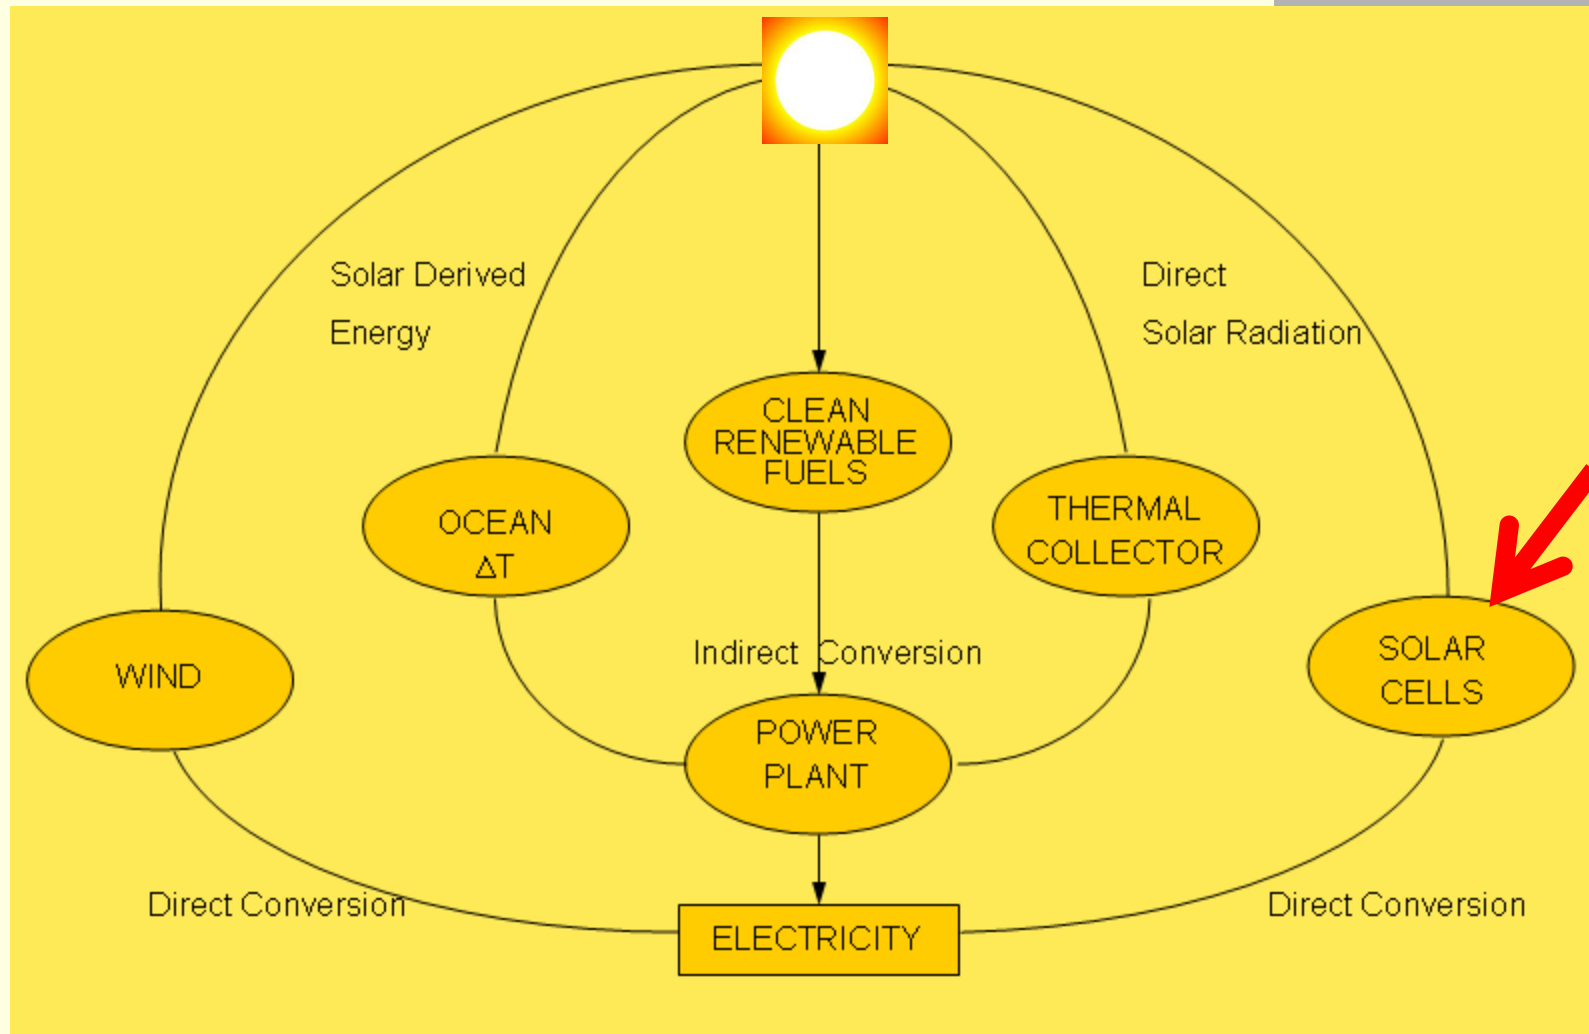 Solar Derived
Energy
Direct
Solar Radiation
CLEAN
RENEWABLE
FUELS
OCEAN
ΔT
THERMAL
COLLECTOR
WIND
Indirect Conversion
SOLAR
CELLS
POWER
PLANT
Direct Conversion
Direct Conversion
ELECTRICITY